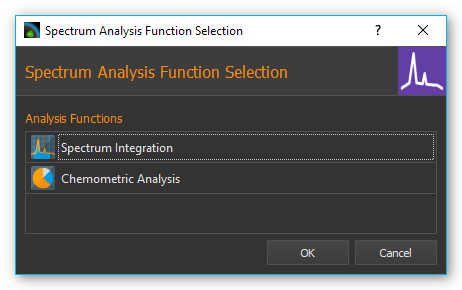 Spectrum Analysis Function Selection
?
Spectrum Analysis Function Selection
Analysis Functions
Spectrum Integration
Chemometric Analysis
OK Cancel